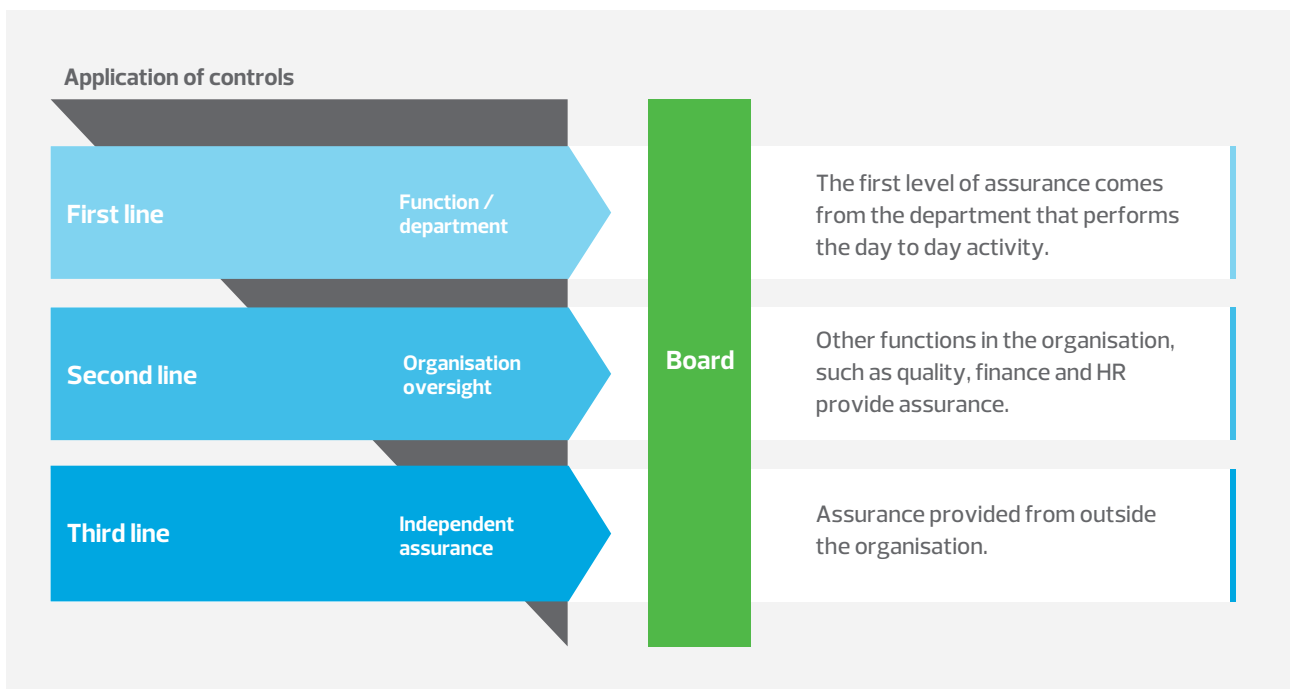 Application of controls
First line
Function /
department
The first level of assurance comes
from the department that performs
the day to day activity.
Second line
Organisation
oversight
Board
Other functions in the organisation,
such as quality, finance and HR
provide assurance.
Third line
Independent
assurance
Assurance provided from outside
the organisation.